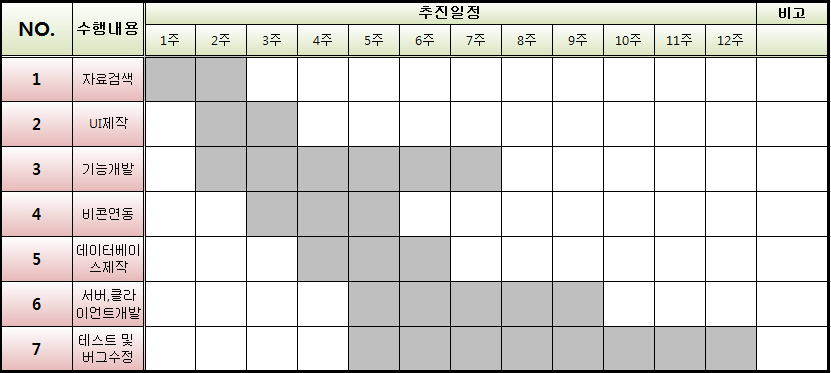 NO. 수행내용 추진일정 비고
1주 2주 3주 4주 5주 6주 7주 8주 9주 10주 11주 12주
1 자료검색
2 UI제작
3 기능개발
4 비콘연동
5 데이터베이
스제작
6 서버,클라
이언트개발
7 테스트 및
버그수정